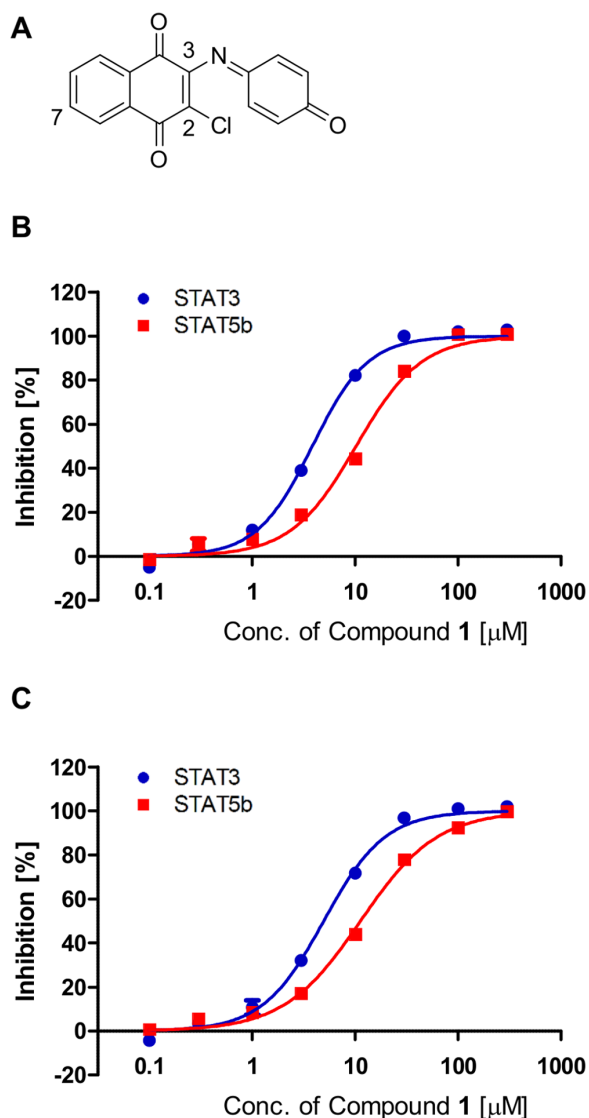 A
O
3
N
7
2
Cl
O
O
B
120
100
80
60
40
20
0
-20
Inhibition [%]
STAT3
STAT5b
0.1 1 10 100 1000
Conc. of Compound 1 [μM]
C
120
100
80
60
40
20
0
-20
Inhibition [%]
STAT3
STAT5b
0.1 1 10 100 1000
Conc. of Compound 1 [μM]